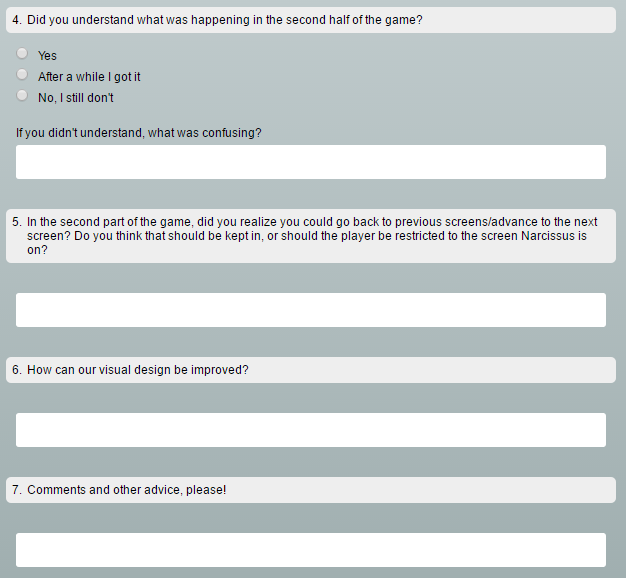 4. Did you understand what was happening in the second half of the game?
Yes
After a while I got it
No, I still don't
If you didn't understand, what was confusing?
5. In the second part of the game, did you realize you could go back to previous screens/advance to the next
screen? Do you think that should be kept in, or should the player be restricted to the screen Narcissus is
on?
6. How can our visual design be improved?
7. Comments and other advice, please!